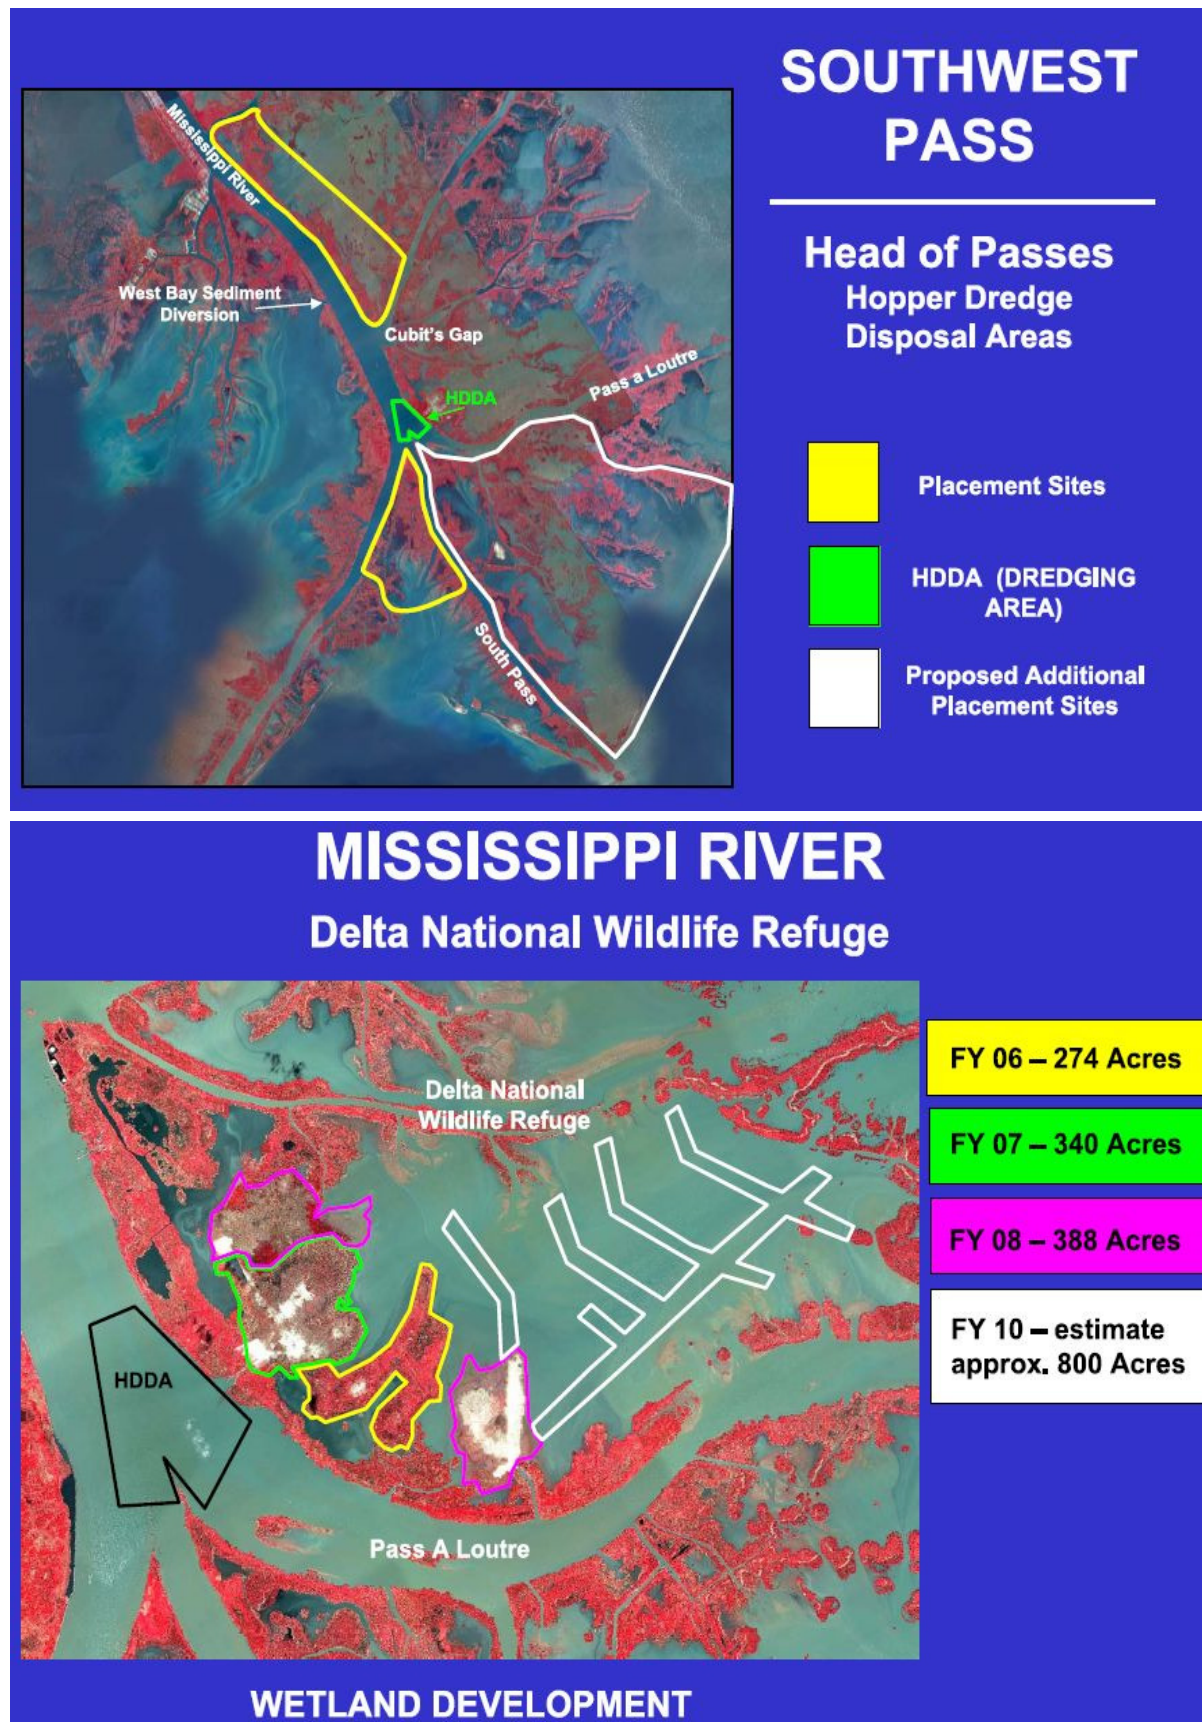 SOUTHWEST
PASS
Head of Passes
Hopper Dredge
Disposal Areas
Mississippi River
West Bay Sediment
Diversion
Cubit's Gap
Pass a Loutre
HDDA
South Pass
Placement Sites
HDDA (DREDGING
AREA)
Proposed Additional
Placement Sites
MISSISSIPPI RIVER
Delta National Wildlife Refuge
Delta National
Wildlife Refuge
HDDA
Pass A Loutre
FY 06 – 274 Acres
FY 07 – 340 Acres
FY 08 – 388 Acres
FY 10 – estimate
approx. 800 Acres
WETLAND DEVELOPMENT